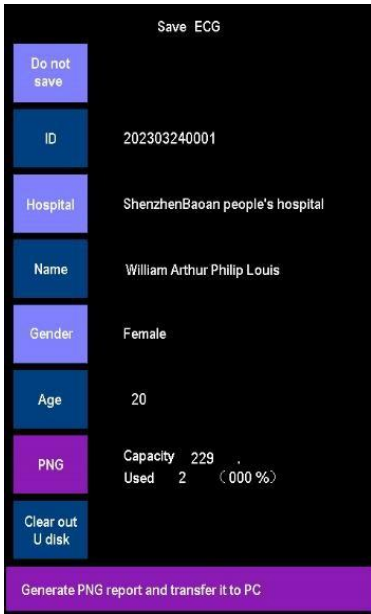 Save ECG
Do not
save
ID 202303240001
Hospital ShenzhenBaoan people's hospital
Name William Arthur Philip Louis
Gender Female
Age 20
PNG Capacity 229 .
Used 2 (000 %)
Clear out
U disk
Generate PNG report and transfer it to PC